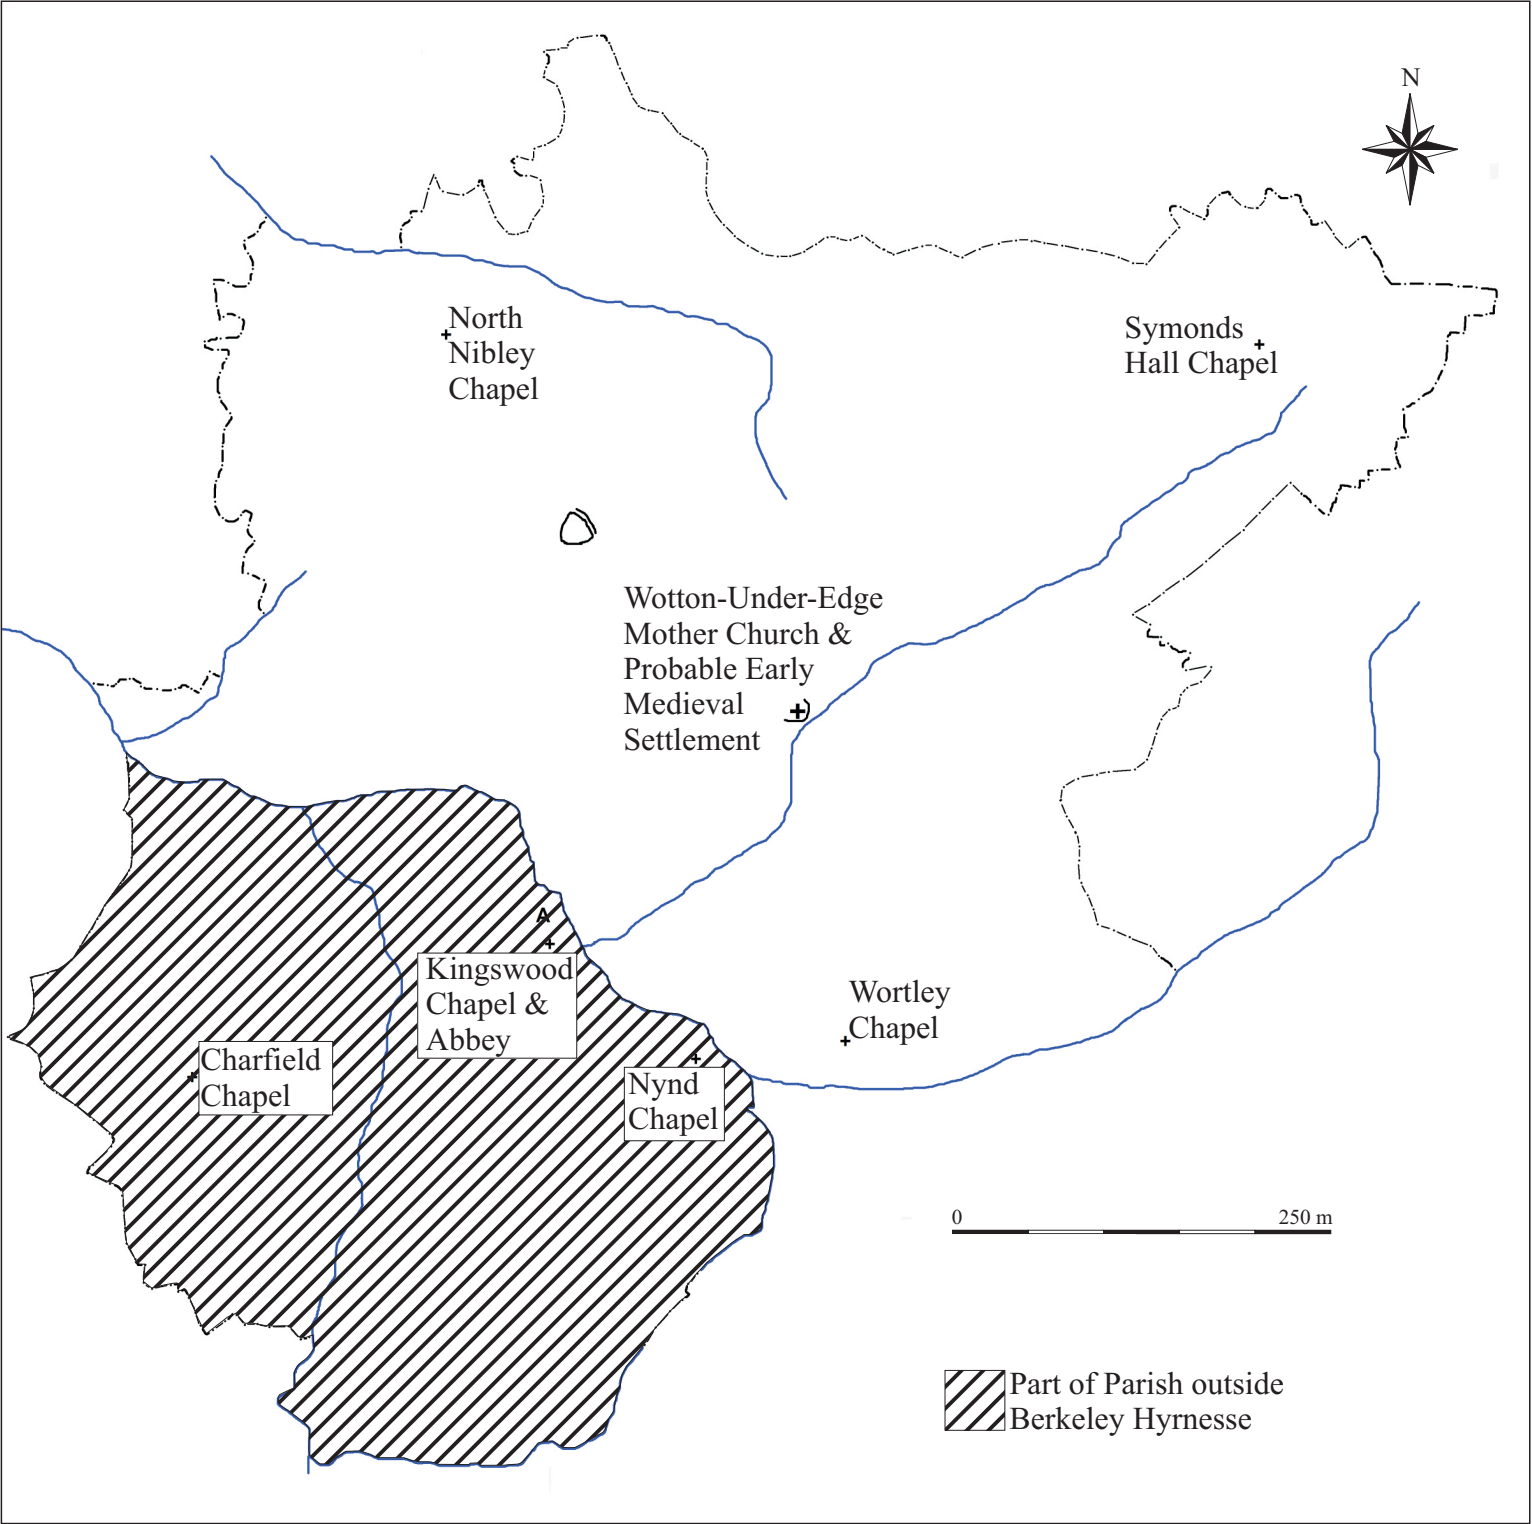 N
North
Nibley
Chapel
Symonds
Hall Chapel
Wotton-Under-Edge
Mother Church &
Probable Early
Medieval
Settlement
A
Kingswood
Chapel &
Abbey
Wortley
Chapel
Charfield
Chapel
Nynd
Chapel
0 250 m
Part of Parish outside
Berkeley Hyrnesse